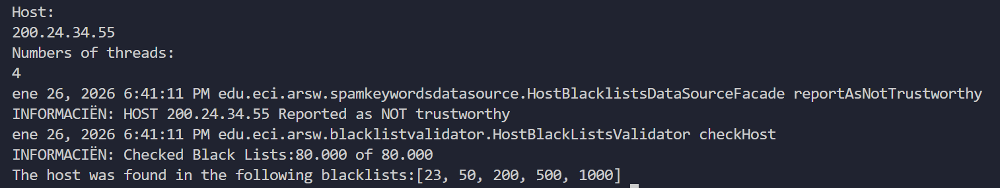 Host:
200.24.34.55
Numbers of threads:
4
ene 26, 2026 6:41:11 PM edu.eci.arsw.spamkeywordsdatasource.HostBlacklistsDataSourceFacade reportAsNotTrustworthy
INFORMACIËN: HOST 200.24.34.55 Reported as NOT trustworthy
ene 26, 2026 6:41:11 PM edu.eci.arsw.blacklistvalidator.HostBlackListsValidator checkHost
INFORMACIËN: Checked Black Lists:80.000 of 80.000
The host was found in the following blacklists:[23, 50, 200, 500, 1000]